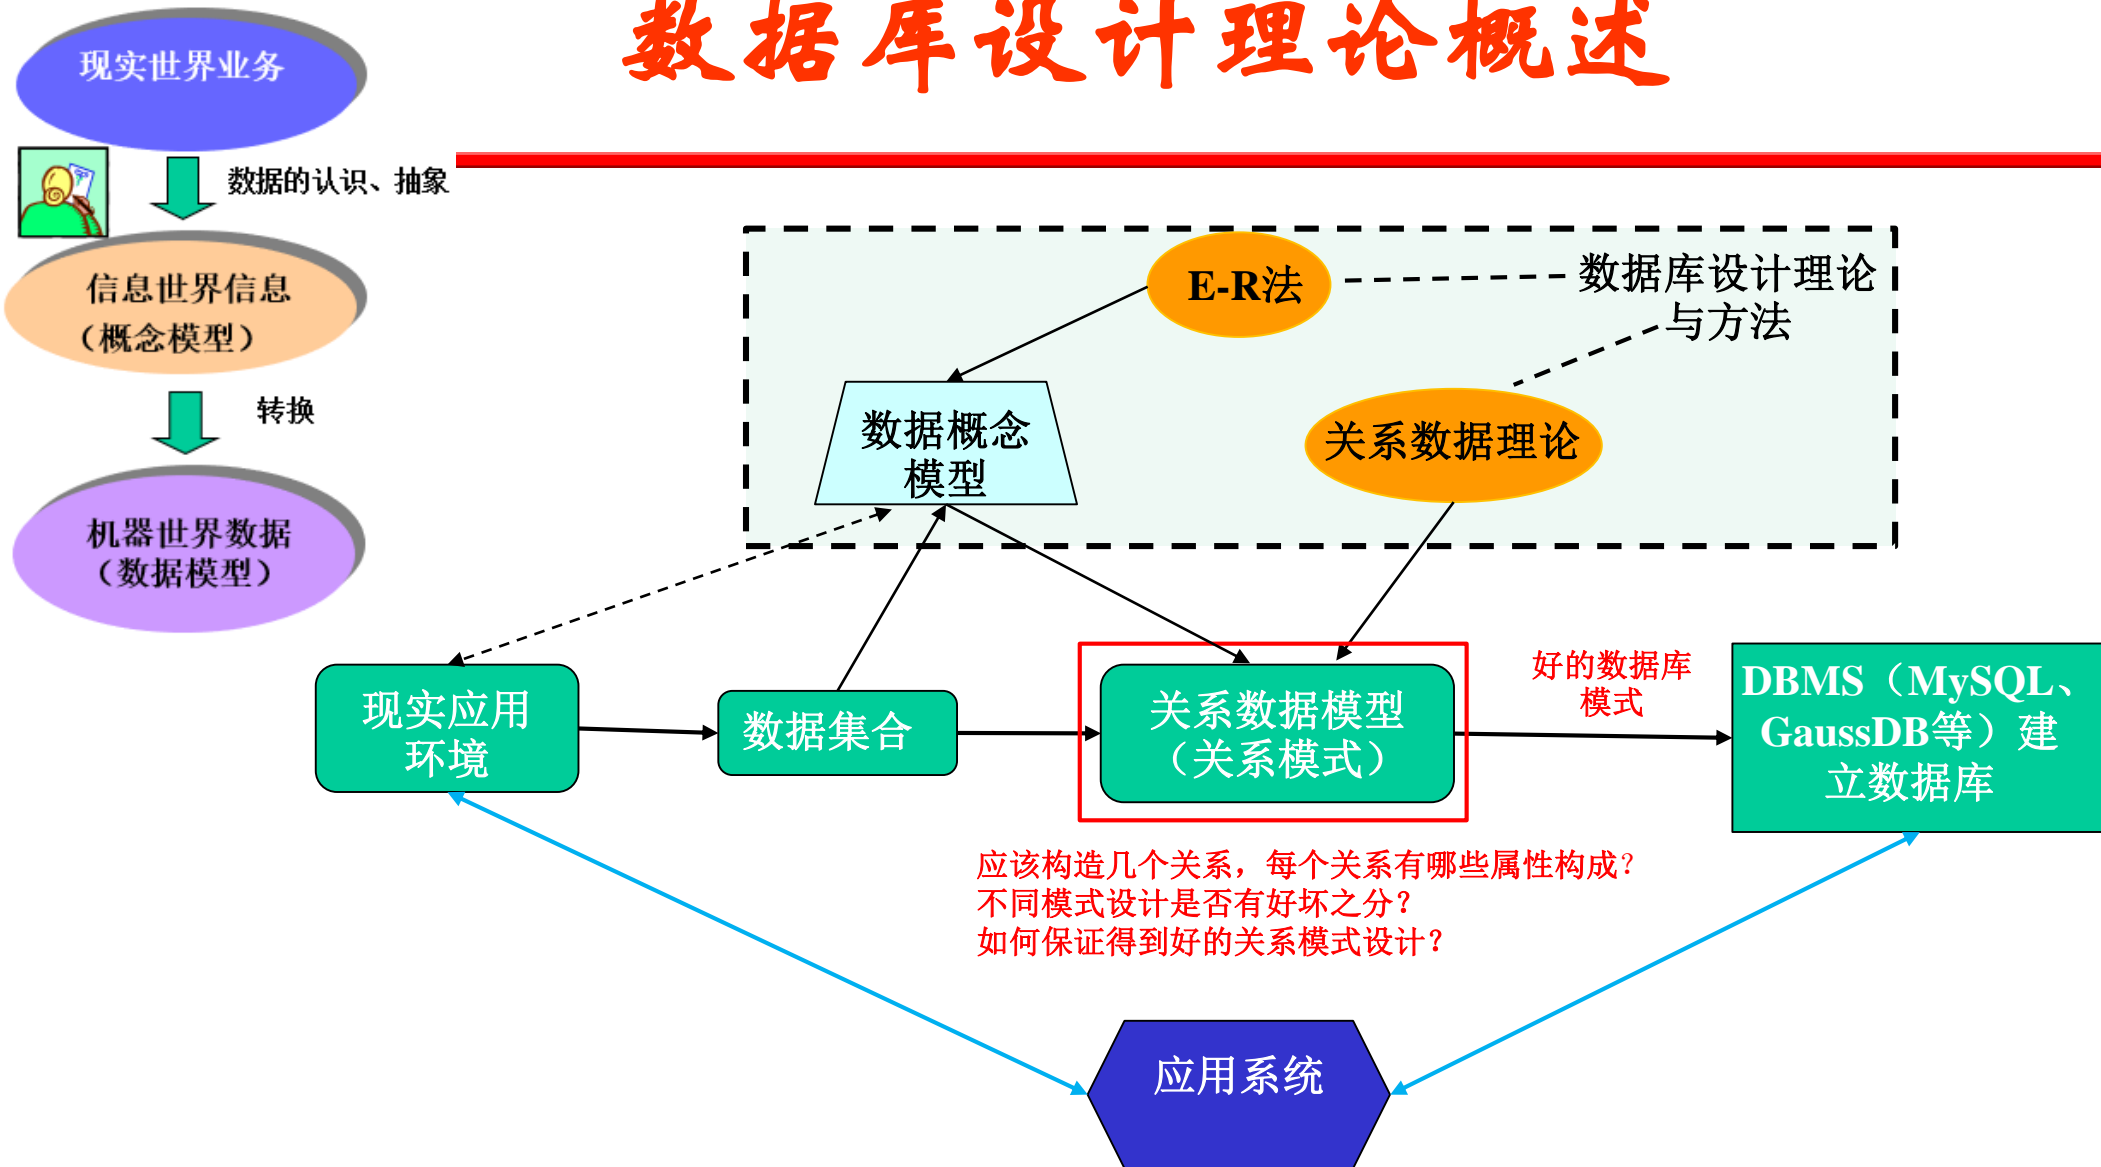 数据库设计理论概述
现实世界业务
数据的认识、抽象
信息世界信息
（概念模型）
转换
机器世界数据
（数据模型）
E-R法
数据库设计理论
与方法
数据概念
模型
关系数据理论
现实应用
环境
数据集合
关系数据模型
（关系模式）
好的数据库
模式
DBMS（MySQL、
GaussDB等）建
立数据库
应该构造几个关系，每个关系有哪些属性构成？
不同模式设计是否有好坏之分？
如何保证得到好的关系模式设计？
应用系统